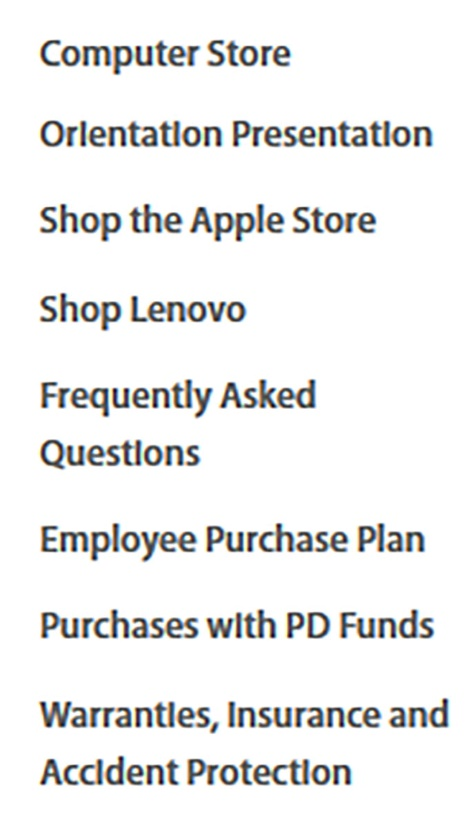 Computer Store
Orientation Presentation
Shop the Apple Store
Shop Lenovo
Frequently Asked
Questions
Employee Purchase Plan
Purchases with PD Funds
Warranties, Insurance and
Accident Protection